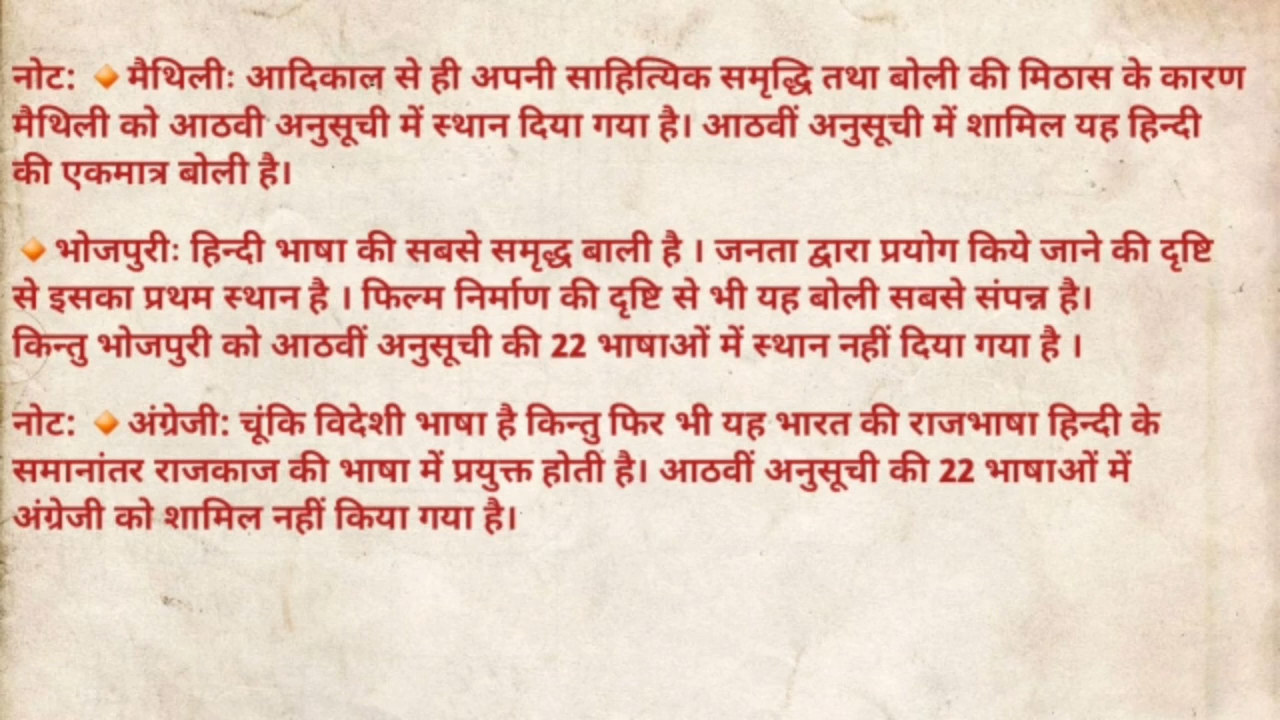 नोट: 🔸मैथिली: आदिकाल से ही अपनी साहित्यिक समृद्धि तथा बोली की मिठास के कारण
मैथिली को आठवी अनुसूची में स्थान दिया गया है। आठवीं अनुसूची में शामिल यह हिन्दी
की एकमात्र बोली है।
🔸भोजपुरी: हिन्दी भाषा की सबसे समृद्ध बाली है । जनता द्वारा प्रयोग किये जाने की दृष्टि
से इसका प्रथम स्थान है । फिल्म निर्माण की दृष्टि से भी यह बोली सबसे संपन्न है।
किन्तु भोजपुरी को आठवीं अनुसूची की 22 भाषाओं में स्थान नहीं दिया गया है ।
नोट: 🔸अंग्रेजी: चूंकि विदेशी भाषा है किन्तु फिर भी यह भारत की राजभाषा हिन्दी के
समानांतर राजकाज की भाषा में प्रयुक्त होती है। आठवीं अनुसूची की 22 भाषाओं में
अंग्रेजी को शामिल नहीं किया गया है।